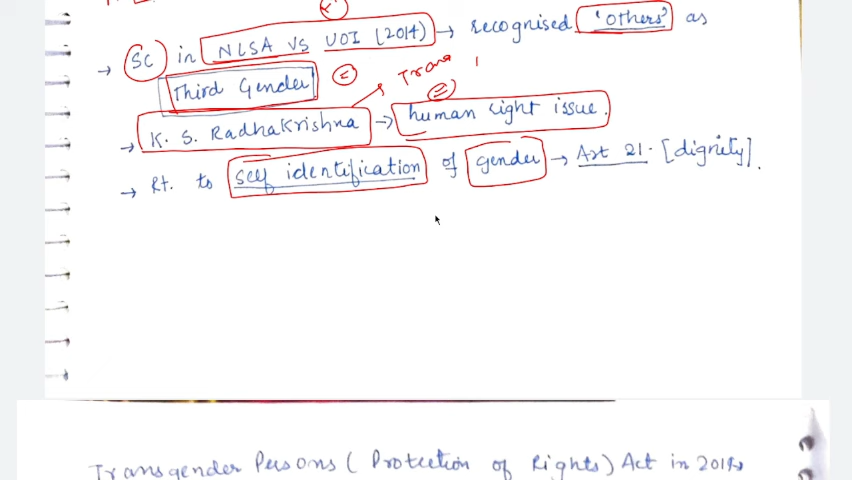 → SC in NLSA VS UOI (2014) → recognised 'others' as
Third Gender
Trans
→ K. S. RadhaKrishna → human right issue.
→ Rt. to self identification of gender → Art 21. [dignity].
Transgender Persons ( Protection of Rights) Act in 2019